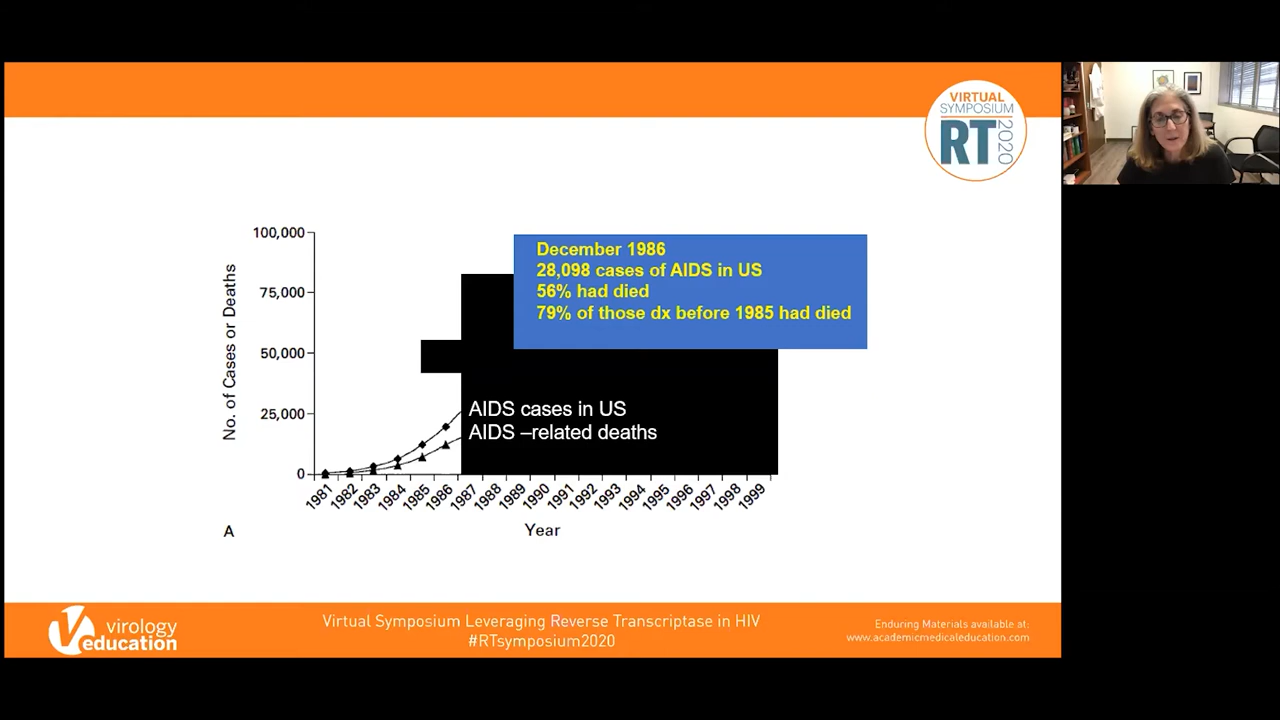 VIRTUAL
SYMPOSIUM
RT
2020
100,000
75,000
50,000
25,000
0
No. of Cases or Deaths
December 1986
28,098 cases of AIDS in US
56% had died
79% of those dx before 1985 had died
AIDS cases in US
AIDS –related deaths
1981 1982 1983 1984 1985 1986 1987 1988 1989 1990 1991 1992 1993 1994 1995 1996 1997 1998 1999
A
Year
virology
education
Virtual Symposium Leveraging Reverse Transcriptase in HIV
#RTsymposium2020
Enduring Materials available at:
www.academicmedicaleducation.com